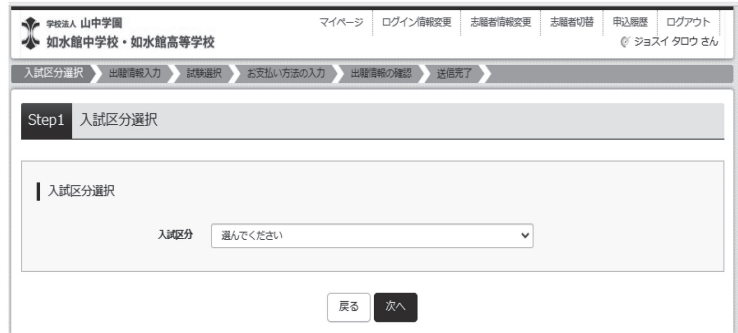 学校法人 山中学園
如水館中学校・如水館高等学校
マイページ ログイン情報変更 志願者情報変更 志願者切替 申込履歴 ログアウト
ジョスイ タロウ さん
入試区分選択 出願情報入力 試験選択 お支払い方法の入力 出願情報の確認 送信完了
Step1 入試区分選択
入試区分選択
入試区分 選んでください
戻る 次へ